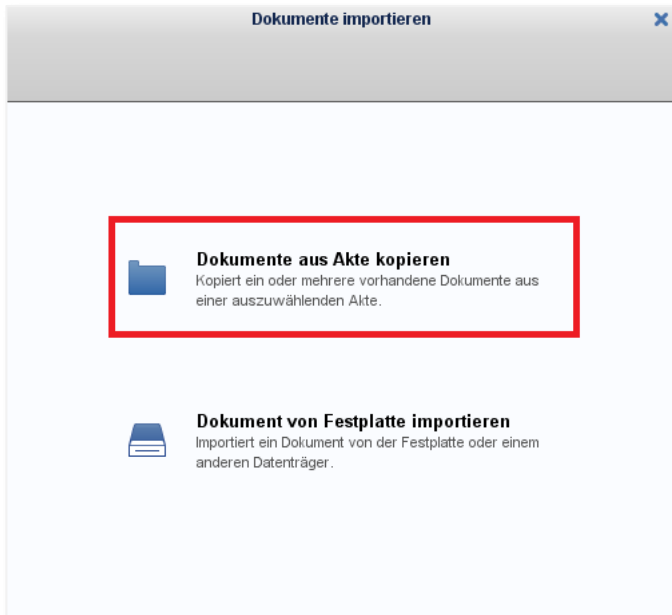 Dokumente importieren
Dokumente aus Akte kopieren
Kopiert ein oder mehrere vorhandene Dokumente aus
einer auszuwählenden Akte.
Dokument von Festplatte importieren
Importiert ein Dokument von der Festplatte oder einem
anderen Datenträger.